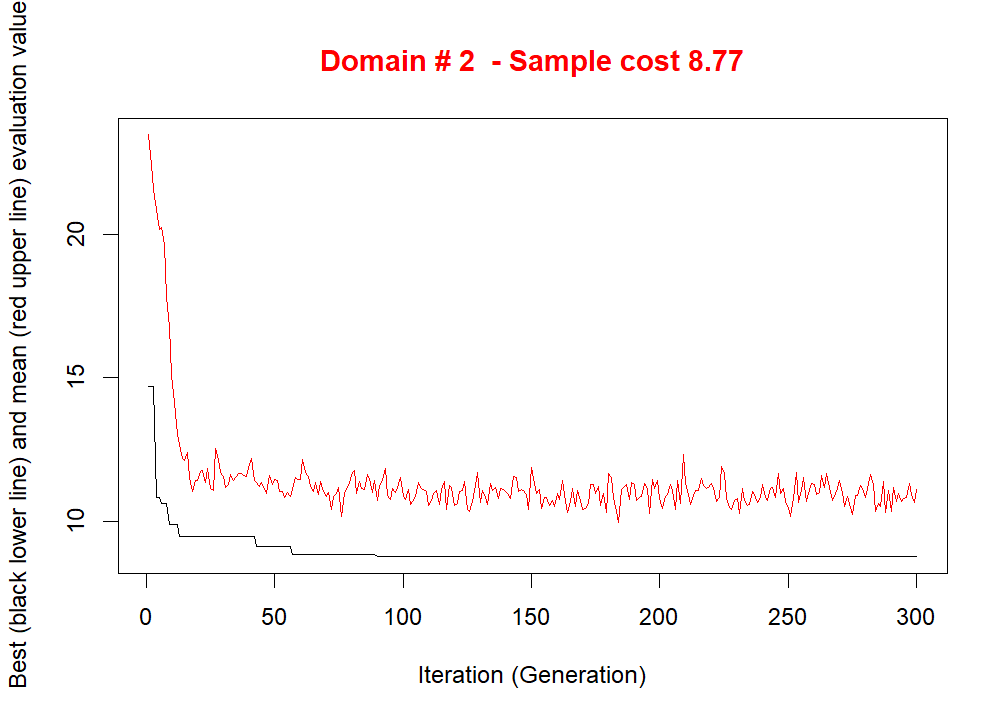 Domain # 2  - Sample cost 8.77
Best (black lower line) and mean (red upper line) evaluation value
20
15
10
0 50 100 150 200 250 300
Iteration (Generation)